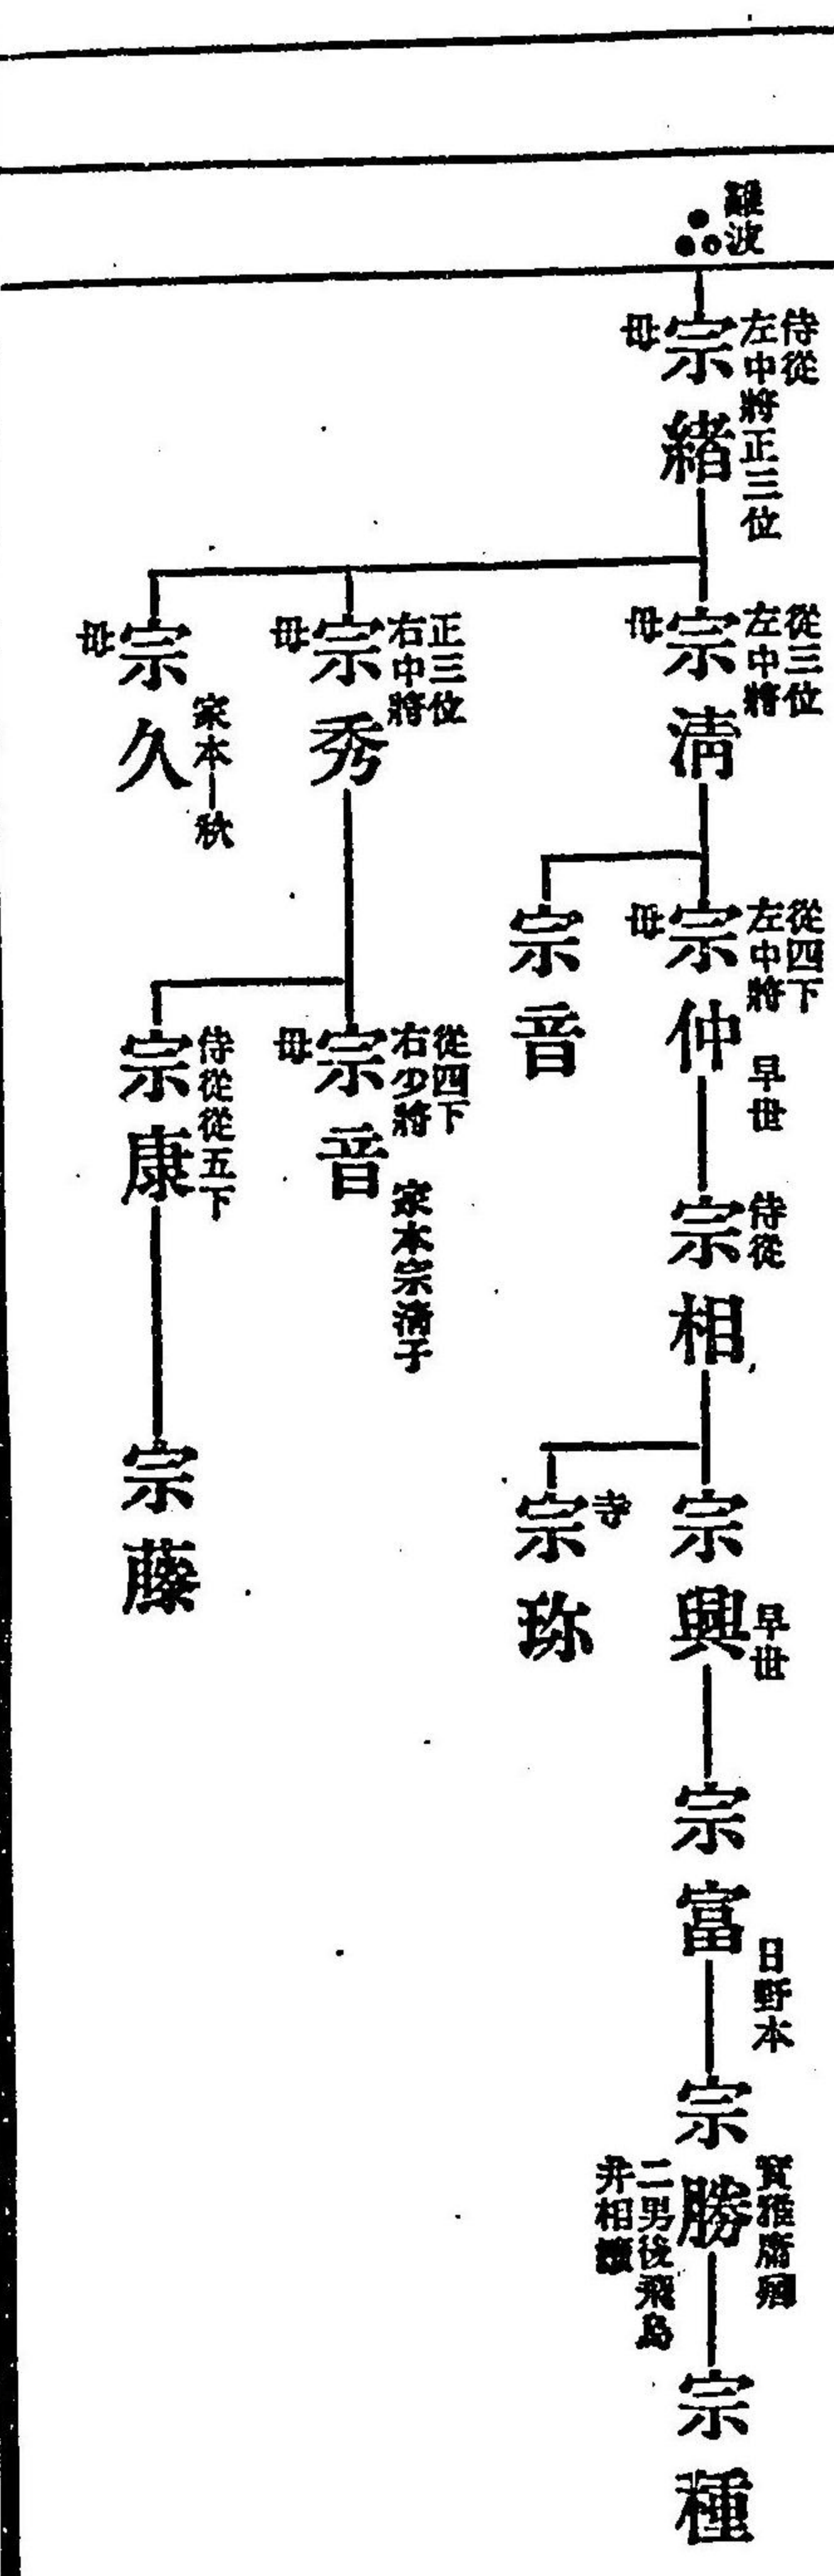 難波
侍從
左中將正三位
宗緒
母
從三位
左中將
宗清
母
從四下
左中將
早世
宗仲
母
侍從
宗相
宗興
早世
宗富
日野本
宗勝
二男後飛鳥
井相續
宗種
宗音
寺
宗珎
正三位
右中將
宗秀
母
從四下
右少將
家本宗清子
宗音
母
侍從從五下
宗康
宗藤
宗久
母
家本—秋